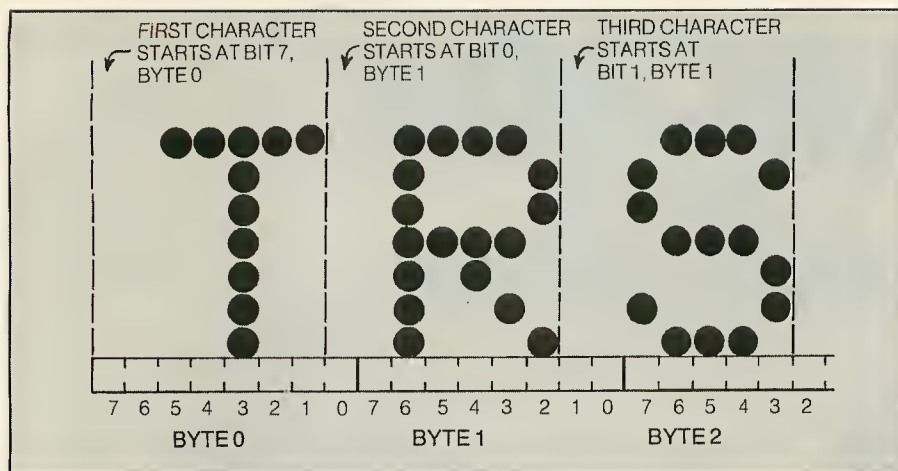 FIRST CHARACTER
STARTS AT BIT 7,
BYTE 0
SECOND CHARACTER
STARTS AT BIT 0,
BYTE 1
THIRD CHARACTER
STARTS AT
BIT 1, BYTE 1
TRS
7 6 5 4 3 2 1 0 7 6 5 4 3 2 1 0 7 6 5 4 3 2
BYTE 0 BYTE 1 BYTE 2